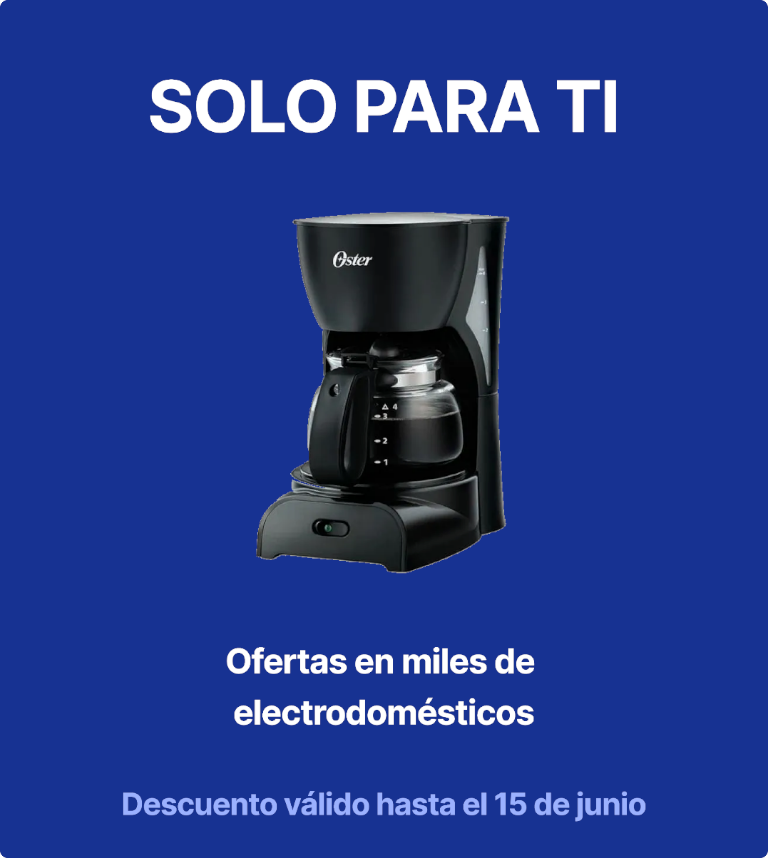 SOLO PARA TI
Oster
4
3
2
1
Ofertas en miles de
electrodomésticos
Descuento válido hasta el 15 de junio